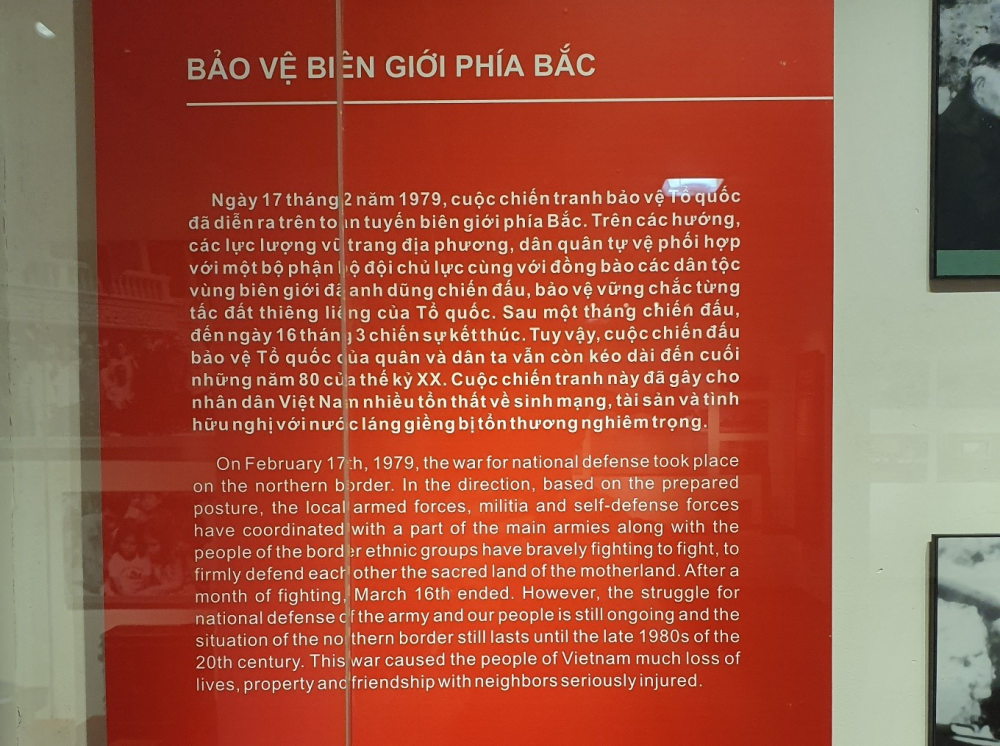 BẢO VỆ BIÊN GIỚI PHÍA BẮC
Ngày 17 tháng 2 năm 1979, cuộc chiến tranh bảo vệ Tổ quốc
đã diễn ra trên toàn tuyến biên giới phía Bắc. Trên các hướng,
các lực lượng vũ trang địa phương, dân quân tự vệ phối hợp
với một bộ phận bộ đội chủ lực cùng với đồng bào các dân tộc
vùng biên giới đã anh dũng chiến đấu, bảo vệ vững chắc từng
tấc đất thiêng liêng của Tổ quốc. Sau một tháng chiến đấu,
đến ngày 16 tháng 3 chiến sự kết thúc. Tuy vậy, cuộc chiến đấu
bảo vệ Tổ quốc của quân và dân ta vẫn còn kéo dài đến cuối
những năm 80 của thế kỷ XX. Cuộc chiến tranh này đã gây cho
nhân dân Việt Nam nhiều tổn thất về sinh mạng, tài sản và tình
hữu nghị với nước láng giềng bị tổn thương nghiêm trọng.
On February 17th, 1979, the war for national defense took place
on the northern border. In the direction, based on the prepared
posture, the local armed forces, militia and self-defense forces
have coordinated with a part of the main armies along with the
people of the border ethnic groups have bravely fighting to fight, to
firmly defend each other the sacred land of the motherland. After a
month of fighting, March 16th ended. However, the struggle for
national defense of the army and our people is still ongoing and the
situation of the northern border still lasts until the late 1980s of the
20th century. This war caused the people of Vietnam much loss of
lives, property and friendship with neighbors seriously injured.